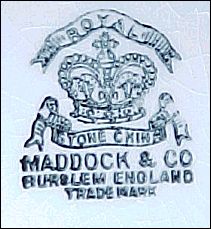 ROYAL
STONE CHINA
MADDOCK & CO
BURSLEM ENGLAND
TRADE MARK